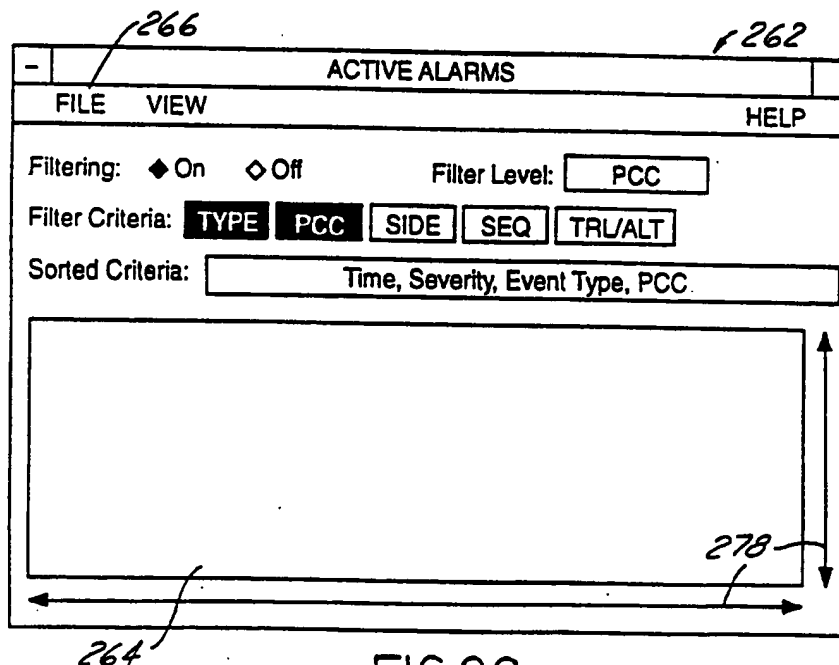 266
262
- ACTIVE ALARMS
FILE VIEW HELP
Filtering: On Off Filter Level: PCC
Filter Criteria: TYPE PCC SIDE SEQ TRL/ALT
Sorted Criteria: Time, Severity, Event Type, PCC
278
264